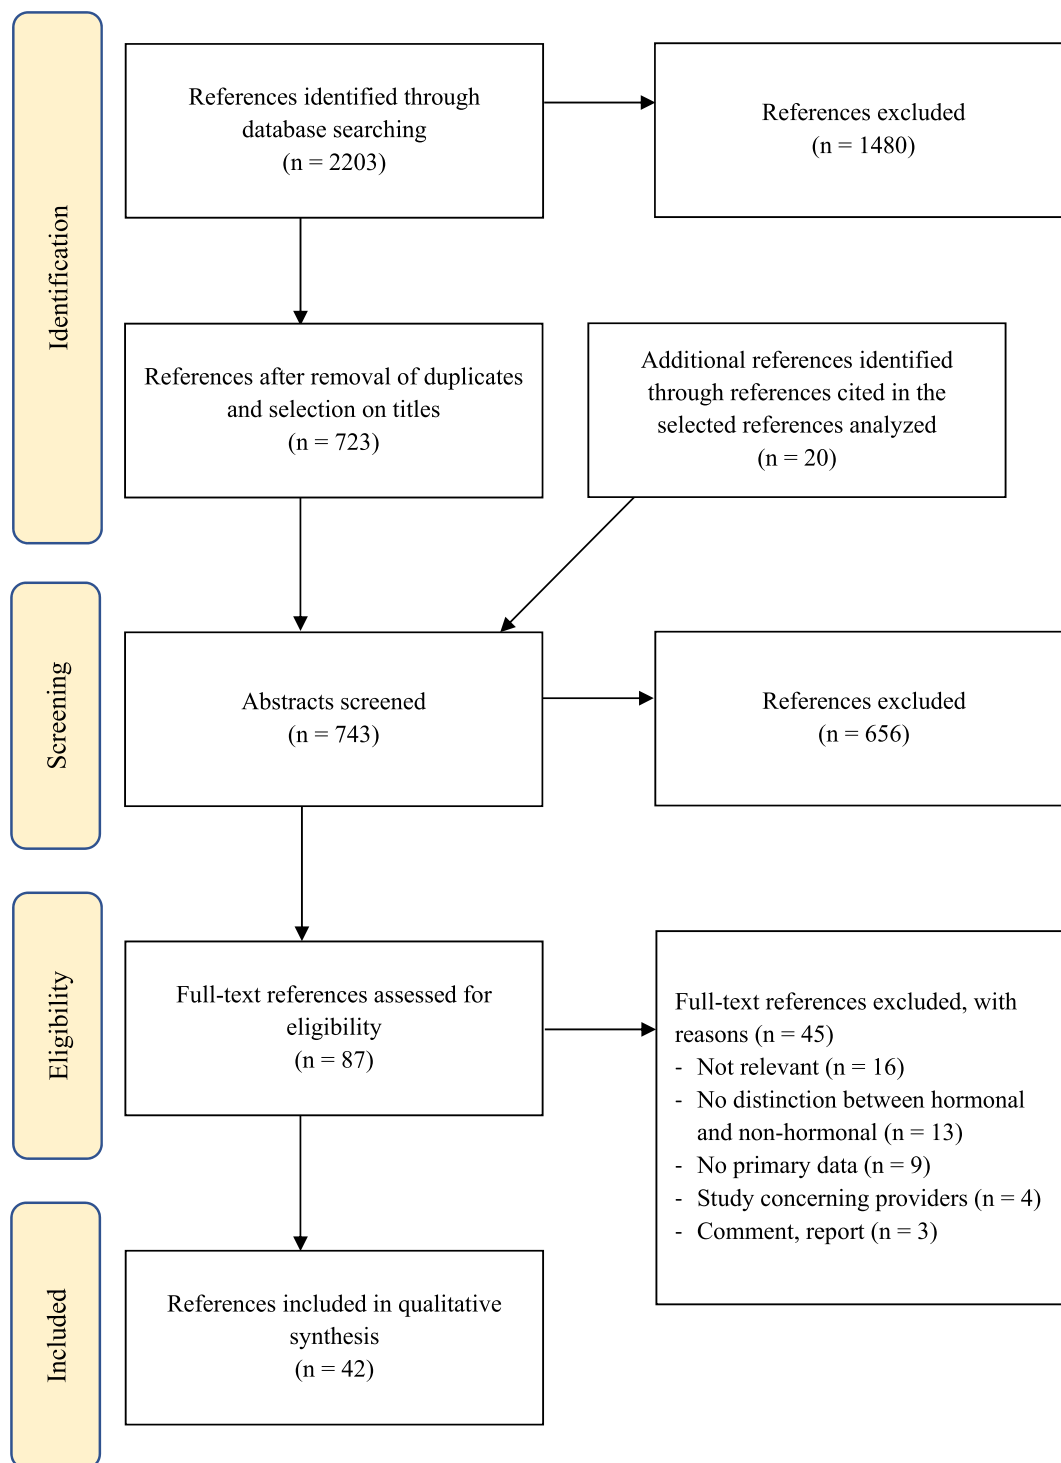 Identification
References identified through
database searching
(n = 2203)
References excluded
(n = 1480)
References after removal of duplicates
and selection on titles
(n = 723)
Additional references identified
through references cited in the
selected references analyzed
(n = 20)
Screening
Abstracts screened
(n = 743)
References excluded
(n = 656)
Eligibility
Full-text references assessed for
eligibility
(n = 87)
Full-text references excluded, with
reasons (n = 45)
- Not relevant (n = 16)
- No distinction between hormonal
and non-hormonal (n = 13)
- No primary data (n = 9)
- Study concerning providers (n = 4)
- Comment, report (n = 3)
Included
References included in qualitative
synthesis
(n = 42)